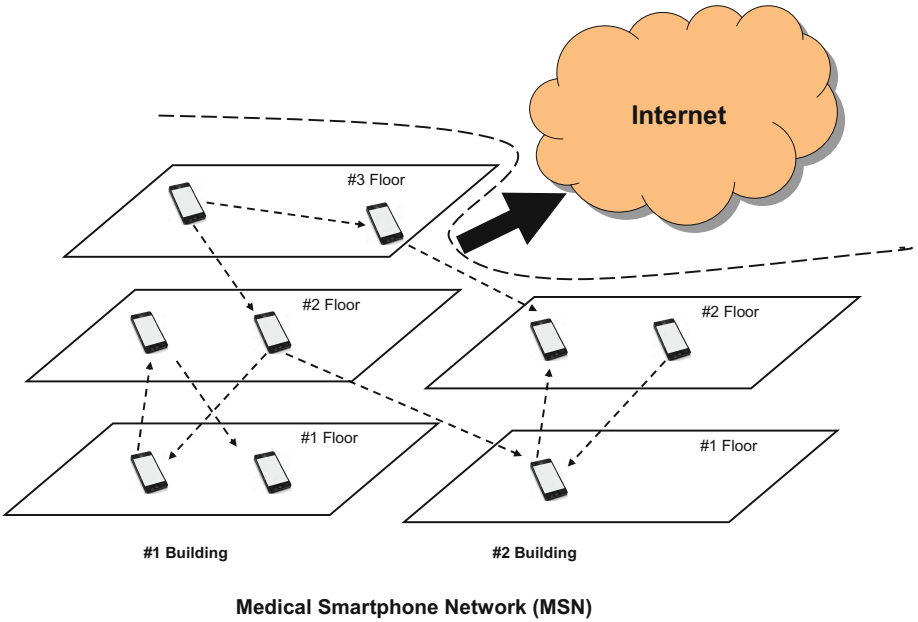 Internet
#3 Floor
#2 Floor
#2 Floor
#1 Floor
#1 Floor
#1 Building
#2 Building
Medical Smartphone Network (MSN)